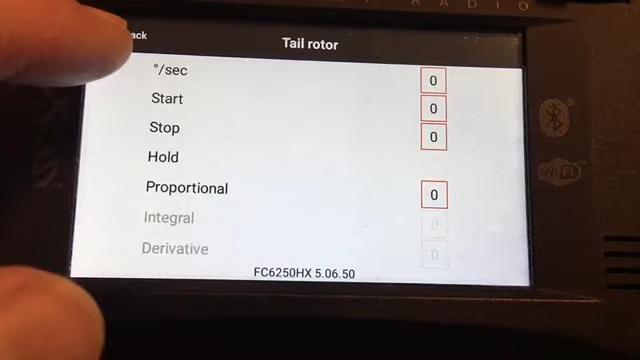 RADIO
ack
Tail rotor
°/sec 0
Start 0
Stop 0
Hold
Proportional 0
Integral 0
Derivative 0
FC6250HX 5.06.50
WiFi